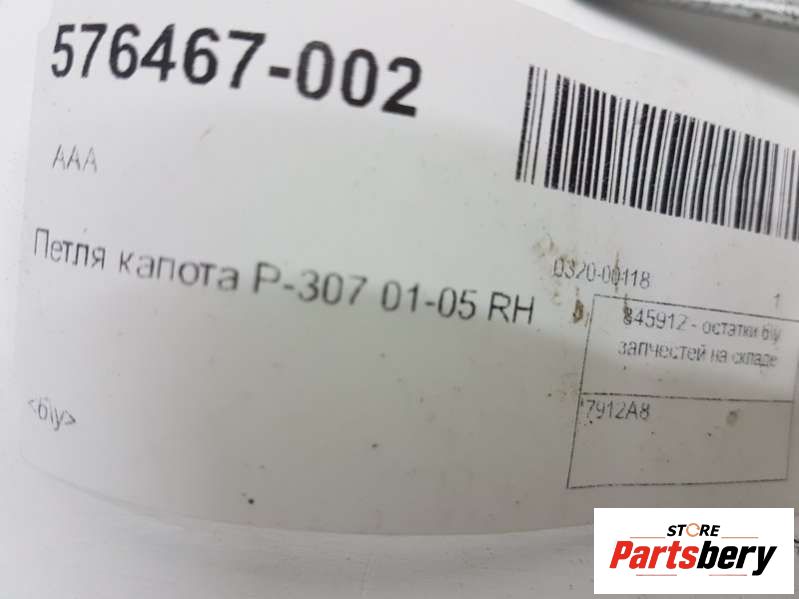 576467-002
AAA
Петля капота P-307 01-05 RH
0320-00118
1
845912 - остатки б\у
запчестей на складе
7912A8
<б\у>
STORE
Partsbery